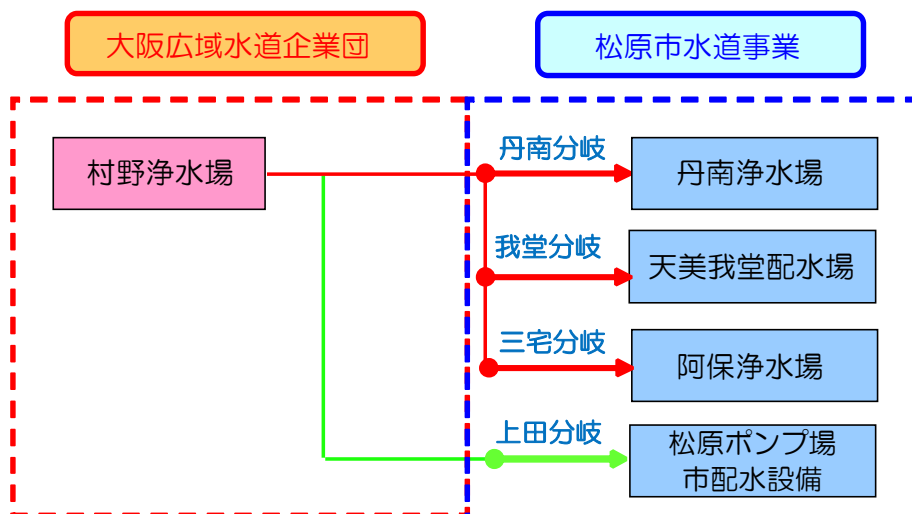 大阪広域水道企業団
松原市水道事業
村野浄水場
丹南分岐
丹南浄水場
我堂分岐
天美我堂配水場
三宅分岐
阿保浄水場
上田分岐
松原ポンプ場
市配水設備